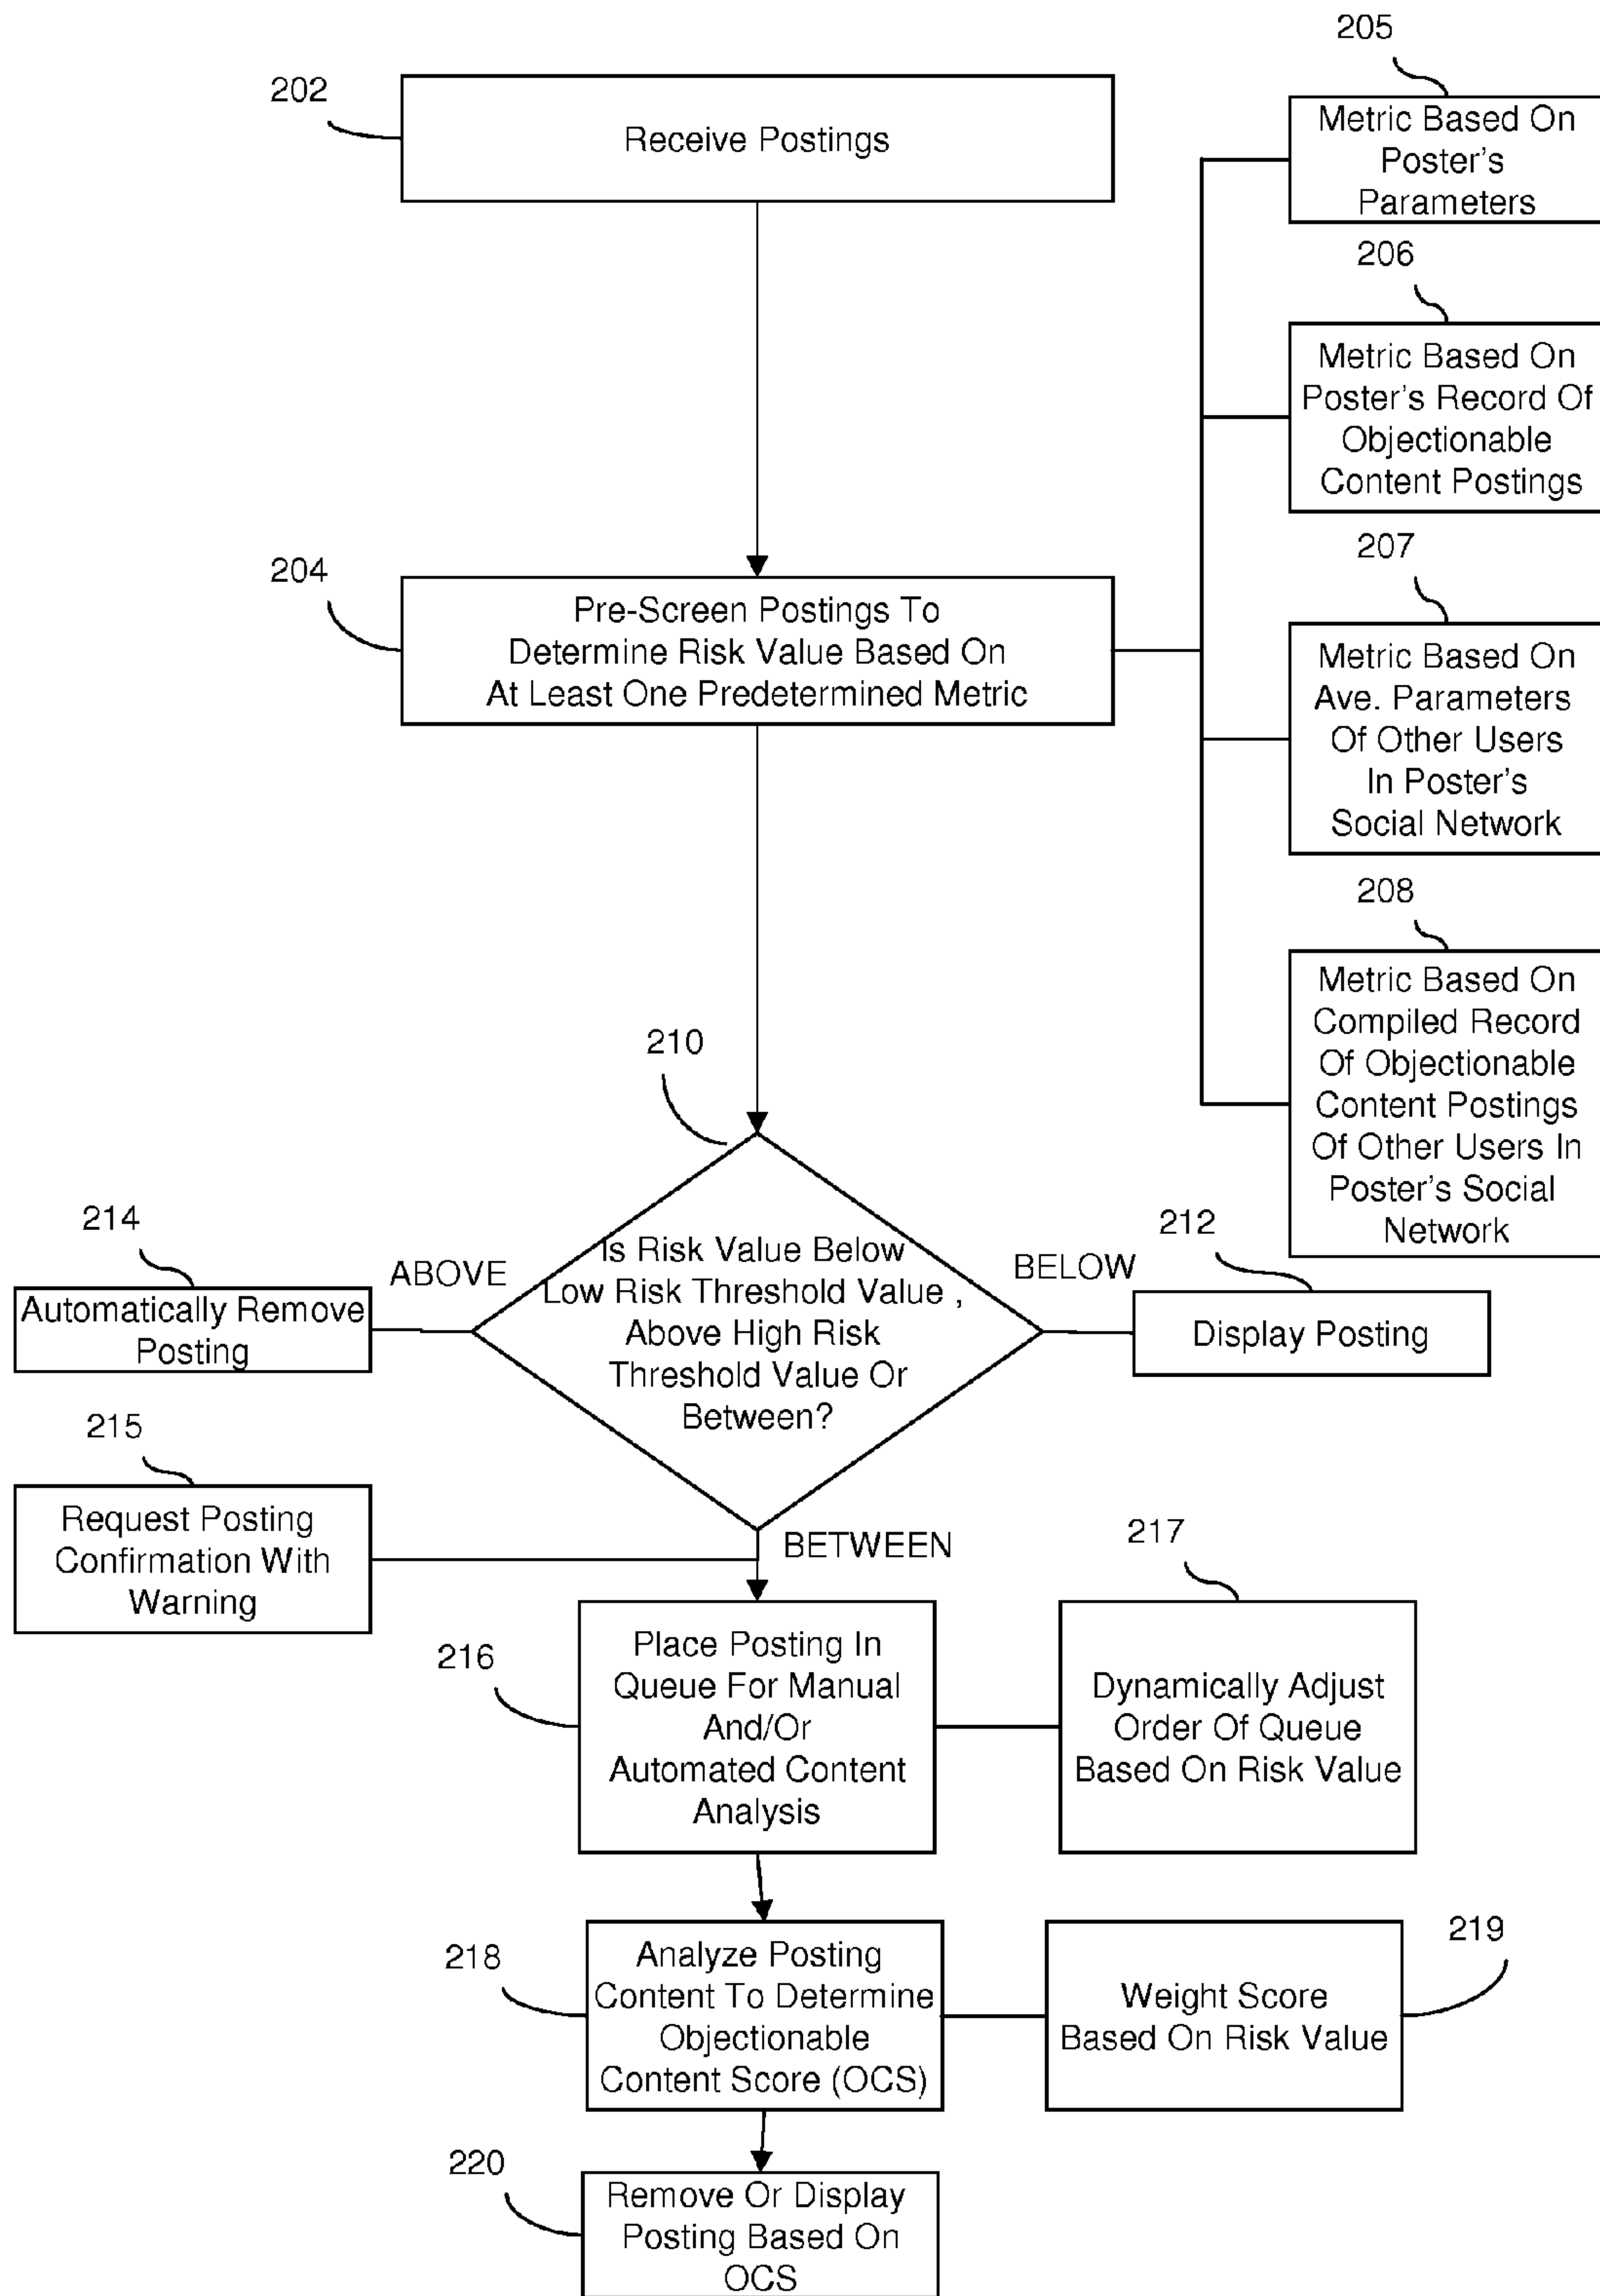 205
202
Metric Based On
Poster's
Parameters
Receive Postings
206
Metric Based On
Poster's Record Of
Objectionable
Content Postings
207
204
Pre-Screen Postings To
Determine Risk Value Based On
At Least One Predetermined Metric
Metric Based On
Ave. Parameters
Of Other Users
In Poster's
Social Network
208
Metric Based On
Compiled Record
Of Objectionable
Content Postings
Of Other Users In
Poster's Social
Network
210
Is Risk Value Below
Low Risk Threshold Value ,
Above High Risk
Threshold Value Or
Between?
214
ABOVE
Automatically Remove
Posting
BELOW
212
Display Posting
215
Request Posting
Confirmation With
Warning
BETWEEN
216
Place Posting In
Queue For Manual
And/Or
Automated Content
Analysis
217
Dynamically Adjust
Order Of Queue
Based On Risk Value
218
Analyze Posting
Content To Determine
Objectionable
Content Score (OCS)
219
Weight Score
Based On Risk Value
220
Remove Or Display
Posting Based On
OCS